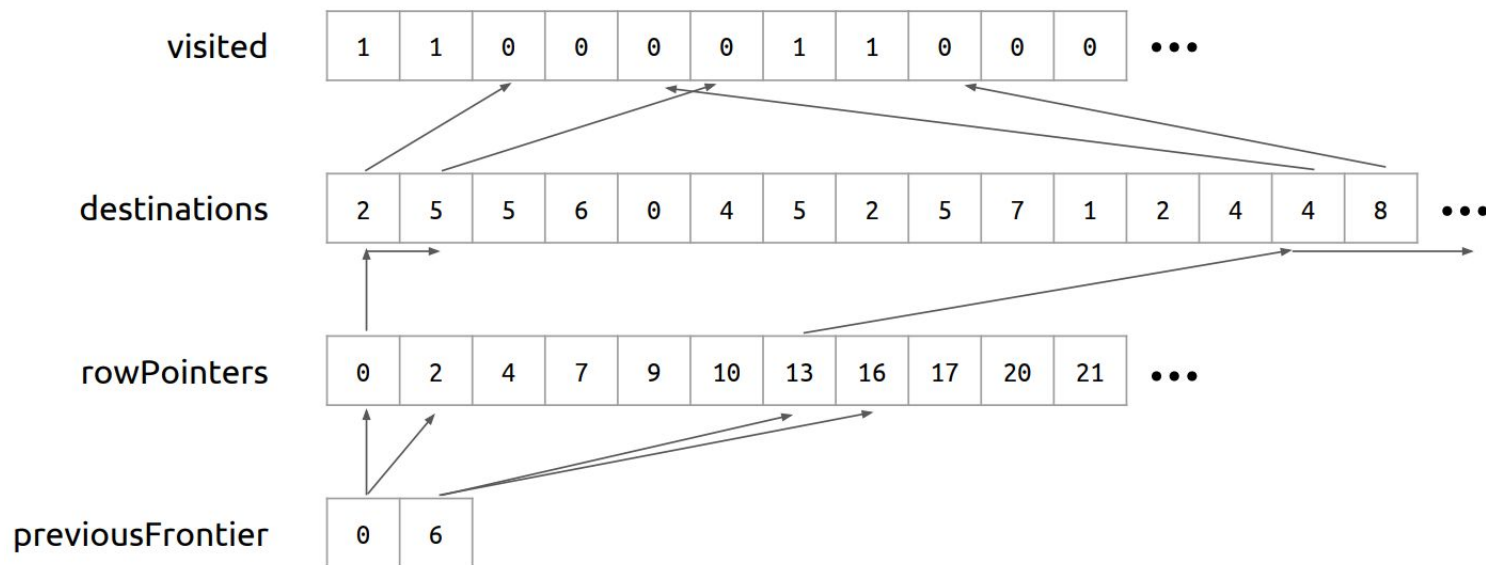 visited 1 1 0 0 0 0 1 1 0 0 0 •••
destinations 2 5 5 6 0 4 5 2 5 7 1 2 4 4 8 •••
rowPointers 0 2 4 7 9 10 13 16 17 20 21 •••
previousFrontier 0 6